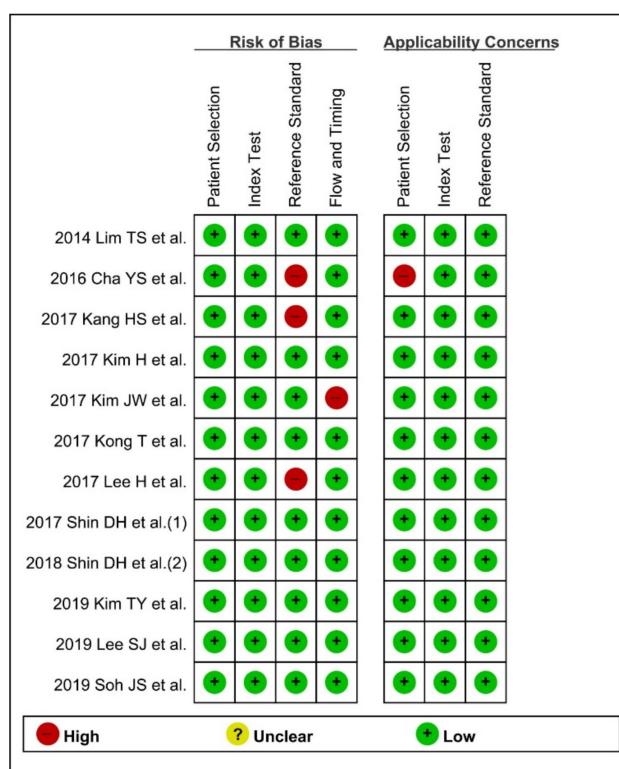 Risk of Bias
Applicability Concerns
Patient Selection
Index Test
Reference Standard
Flow and Timing
Patient Selection
Index Test
Reference Standard
2014 Lim TS et al. + + + + + + +
2016 Cha YS et al. + + − + − + +
2017 Kang HS et al. + + − + + + +
2017 Kim H et al. + + + + + + +
2017 Kim JW et al. + + + − + + +
2017 Kong T et al. + + + + + + +
2017 Lee H et al. + + − + + + +
2017 Shin DH et al.(1) + + + + + + +
2018 Shin DH et al.(2) + + + + + + +
2019 Kim TY et al. + + + + + + +
2019 Lee SJ et al. + + + + + + +
2019 Soh JS et al. + + + + + + +
− High ? Unclear + Low